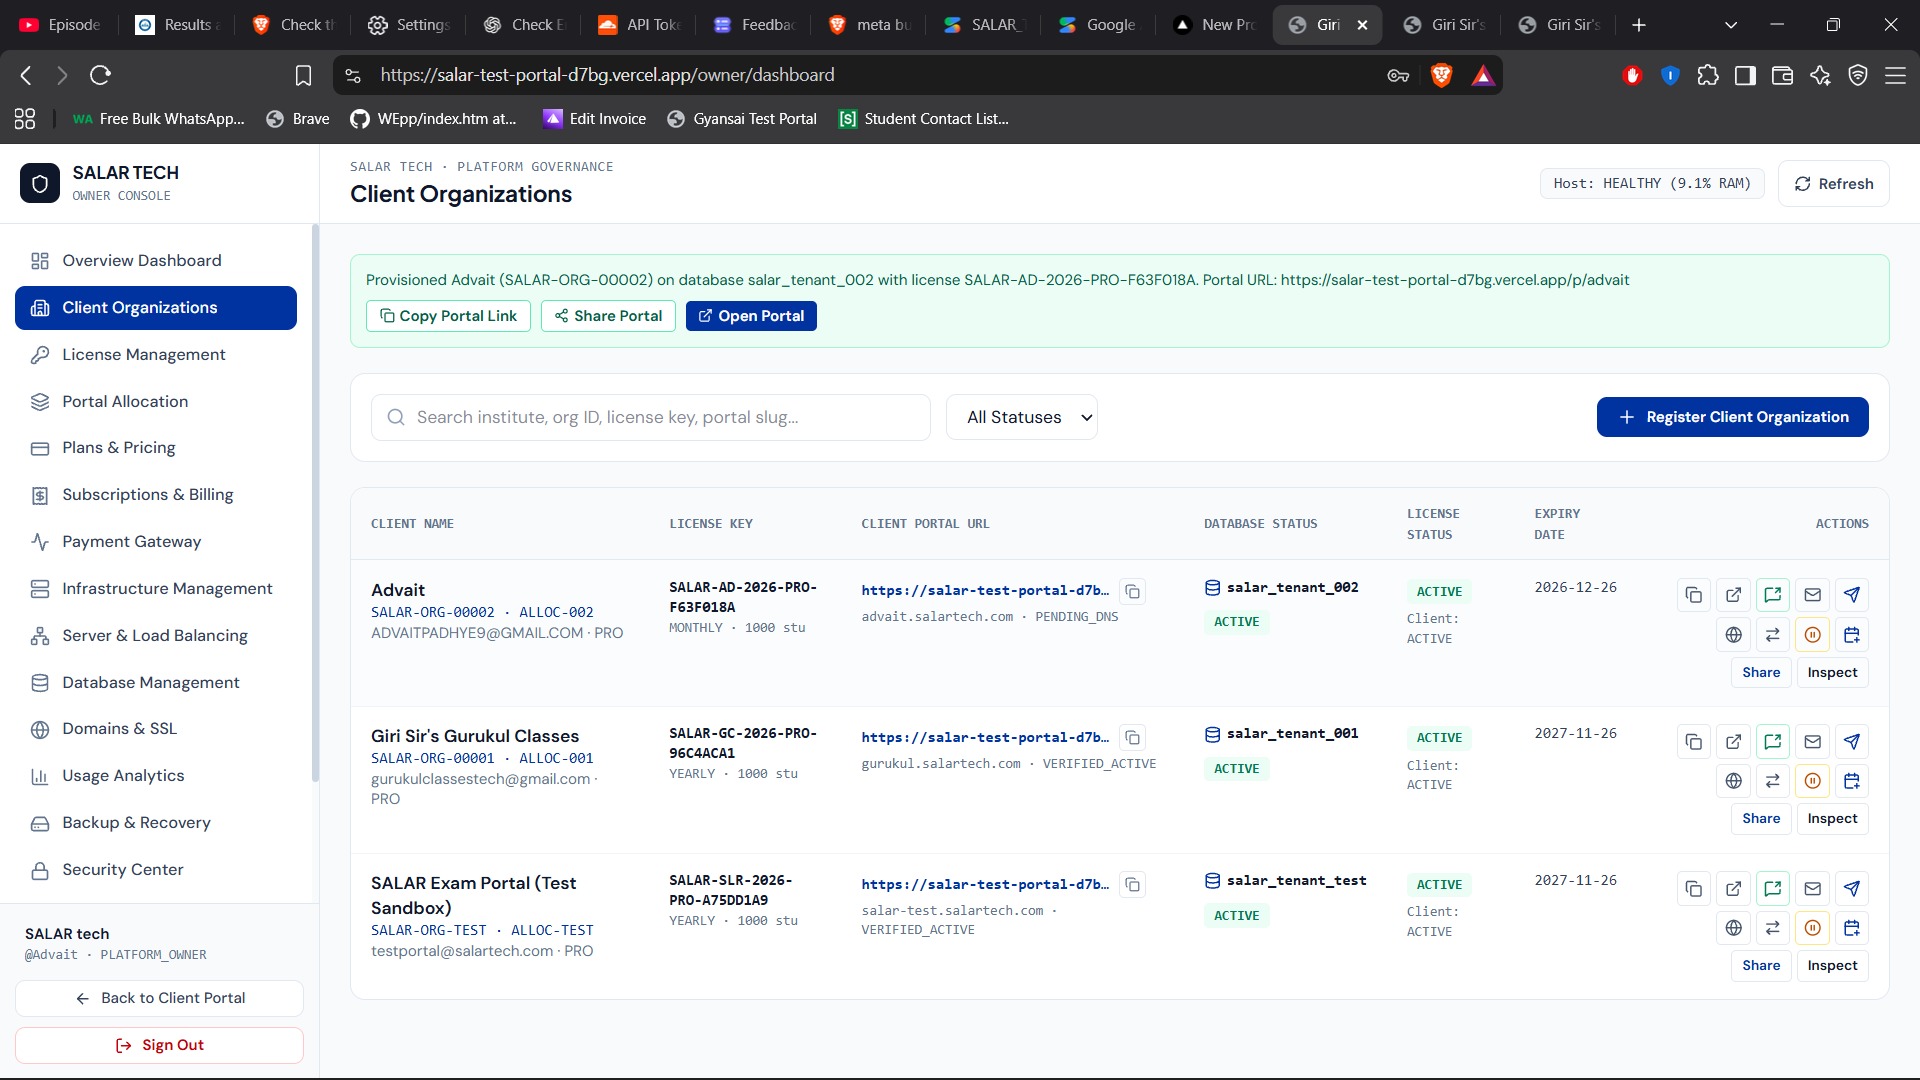 Episode
Results
Check th
Settings
Check E
API Tok
Feedbac
meta bu
SALAR_
Google
New Pro
Giri
Giri Sir's
Giri Sir's
https://salar-test-portal-d7bg.vercel.app/owner/dashboard
WA Free Bulk WhatsApp...
Brave
WEpp/index.htm at...
Edit Invoice
Gyansai Test Portal
[S] Student Contact List...
SALAR TECH
OWNER CONSOLE
SALAR TECH · PLATFORM GOVERNANCE
Client Organizations
Host: HEALTHY (9.1% RAM)
Refresh
Overview Dashboard
Client Organizations
License Management
Portal Allocation
Plans & Pricing
Subscriptions & Billing
Payment Gateway
Infrastructure Management
Server & Load Balancing
Database Management
Domains & SSL
Usage Analytics
Backup & Recovery
Security Center
SALAR tech
@Advait · PLATFORM_OWNER
Back to Client Portal
Sign Out
Provisioned Advait (SALAR-ORG-00002) on database salar_tenant_002 with license SALAR-AD-2026-PRO-F63F018A. Portal URL: https://salar-test-portal-d7bg.vercel.app/p/advait
Copy Portal Link
Share Portal
Open Portal
Search institute, org ID, license key, portal slug...
All Statuses
Register Client Organization
CLIENT NAME
LICENSE KEY
CLIENT PORTAL URL
DATABASE STATUS
LICENSE
STATUS
EXPIRY
DATE
ACTIONS
Advait
SALAR-ORG-00002 · ALLOC-002
ADVAITPADHYE9@GMAIL.COM · PRO
SALAR-AD-2026-PRO-
F63F018A
MONTHLY · 1000 stu
https://salar-test-portal-d7b...
advait.salartech.com · PENDING_DNS
salar_tenant_002
ACTIVE
ACTIVE
Client:
ACTIVE
2026-12-26
Share
Inspect
Giri Sir's Gurukul Classes
SALAR-ORG-00001 · ALLOC-001
gurukulclassestech@gmail.com ·
PRO
SALAR-GC-2026-PRO-
96C4ACA1
YEARLY · 1000 stu
https://salar-test-portal-d7b...
gurukul.salartech.com · VERIFIED_ACTIVE
salar_tenant_001
ACTIVE
ACTIVE
Client:
ACTIVE
2027-11-26
Share
Inspect
SALAR Exam Portal (Test
Sandbox)
SALAR-ORG-TEST · ALLOC-TEST
testportal@salartech.com · PRO
SALAR-SLR-2026-
PRO-A75DD1A9
YEARLY · 1000 stu
https://salar-test-portal-d7b...
salar-test.salartech.com ·
VERIFIED_ACTIVE
salar_tenant_test
ACTIVE
ACTIVE
Client:
ACTIVE
2027-11-26
Share
Inspect